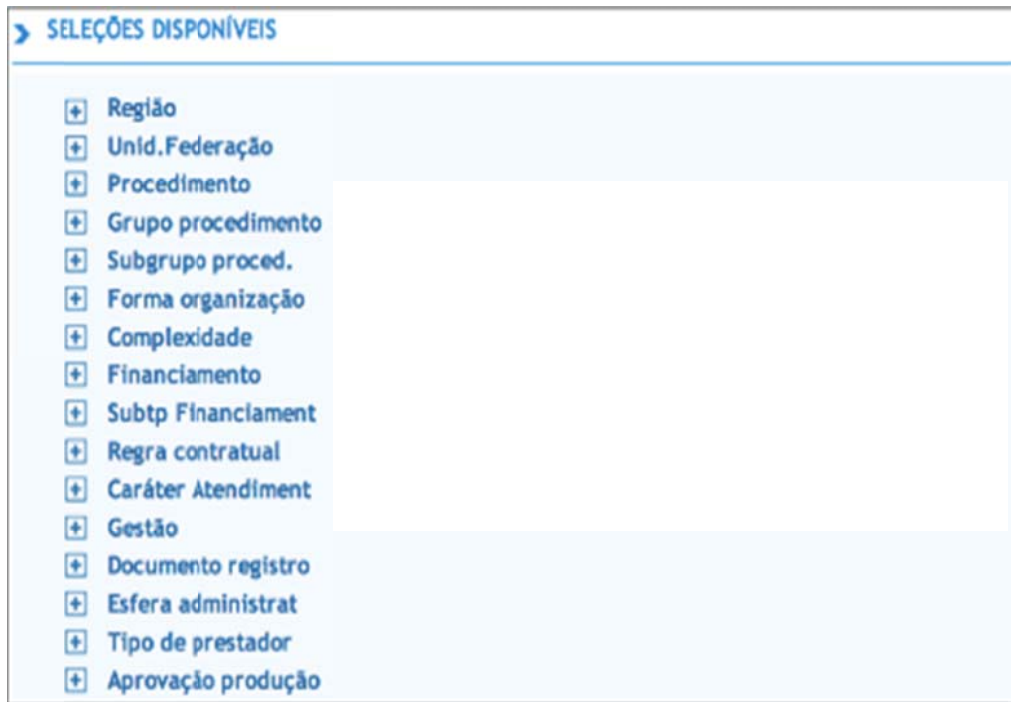 SELEÇÕES DISPONÍVEIS
Região
Unid.Federação
Procedimento
Grupo procedimento
Subgrupo proced.
Forma organização
Complexidade
Financiamento
Subtp Financiament
Regra contratual
Caráter Atendiment
Gestão
Documento registro
Esfera administrat
Tipo de prestador
Aprovação produção